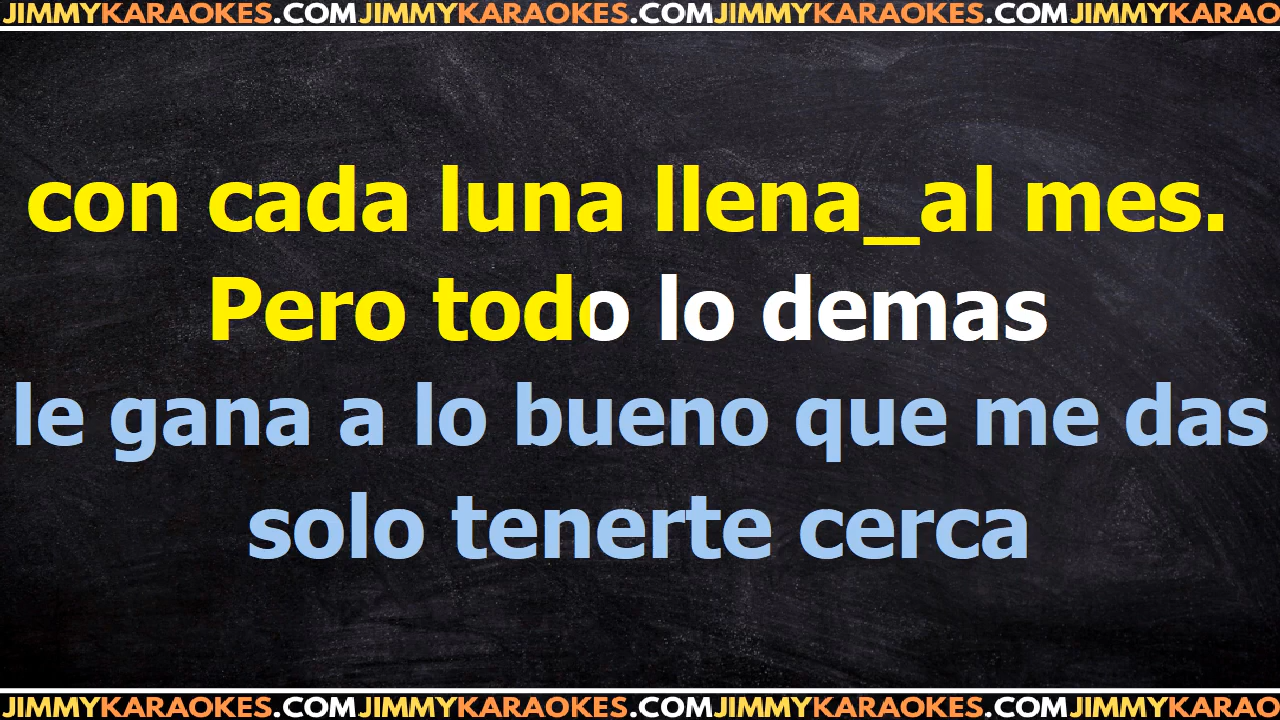 JIMMYKARAOKES.COMJIMMYKARAOKES.COMJIMMYKARAOKES.COMJIMMYKARAO
con cada luna llena_al mes.
Pero todo lo demas
le gana a lo bueno que me das
solo tenerte cerca
JIMMYKARAOKES.COMJIMMYKARAOKES.COMJIMMYKARAOKES.COMJIMMYKARAO